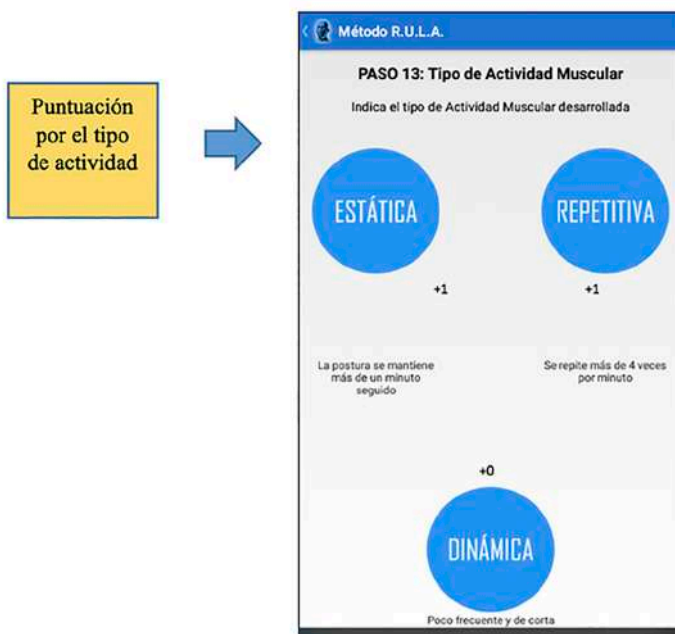 Puntuación
por el tipo
de actividad
Método R.U.L.A.
PASO 13: Tipo de Actividad Muscular
Indica el tipo de Actividad Muscular desarrollada
ESTÁTICA
REPETITIVA
+1
+1
La postura se mantiene
más de un minuto
seguido
Se repite más de 4 veces
por minuto
+0
DINÁMICA
Poco frecuente y de corta